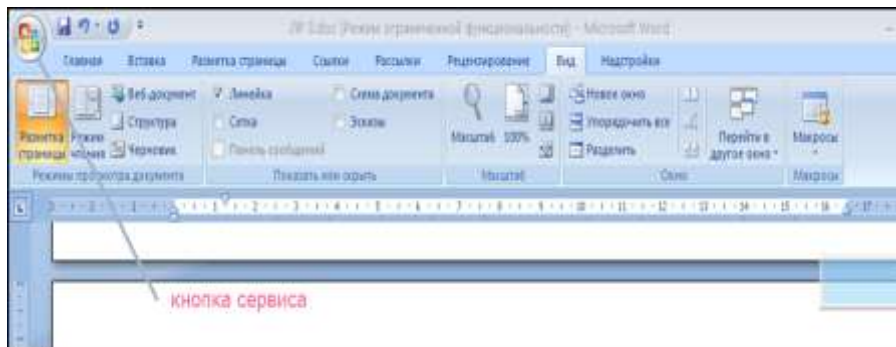 (Режим ограниченной функциональности) - Microsoft Word
Главная Вставка Разметка страницы Ссылки Рассылки Рецензирование Вид Надстройки
Веб-документ Линейка Схема документа Новое окно
Структура Сетка Эскизы Упорядочить все
Разметка страницы Режим чтения Черновик Панель сообщений Масштаб 100% Разделить Перейти в другое окно Макросы
Режимы просмотра документа Показать или скрыть Масштаб Окно Макросы
кнопка сервиса